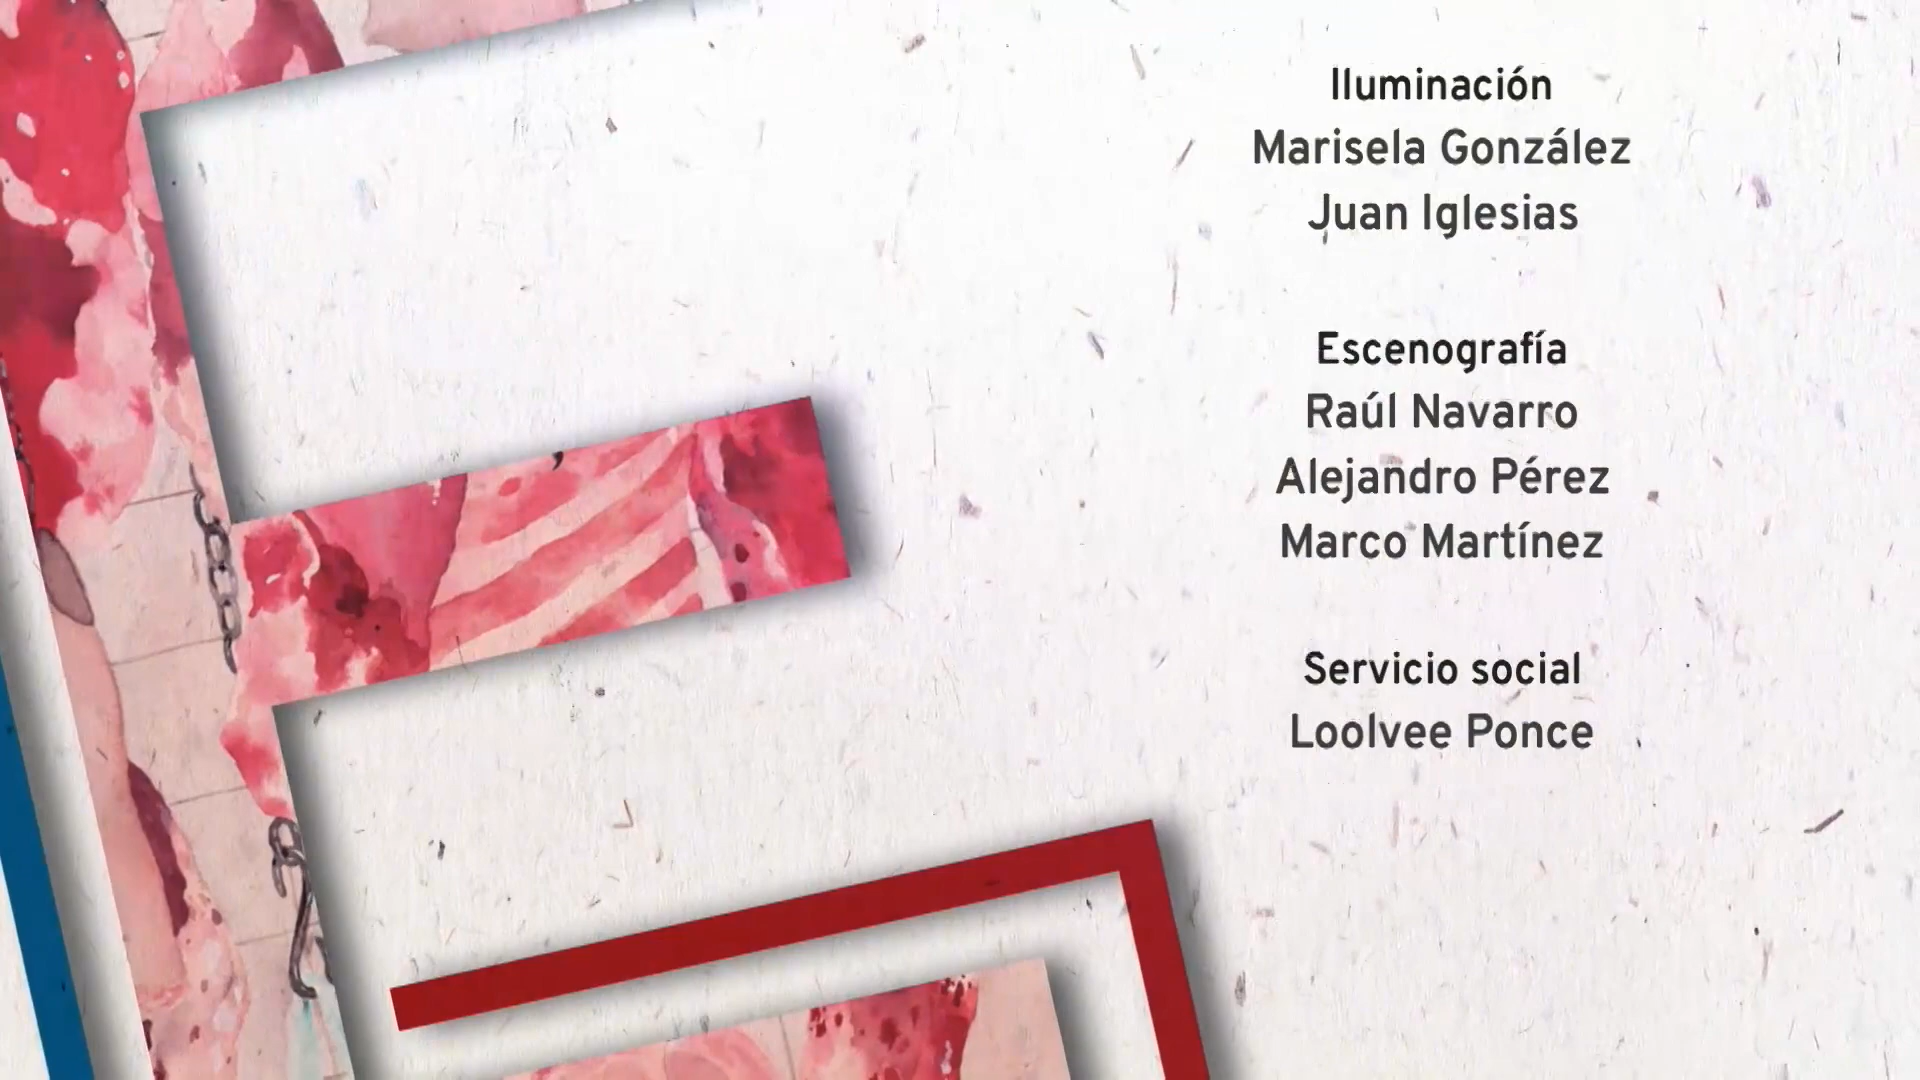 Iluminación
Marisela González
Juan Iglesias
Escenografía
Raúl Navarro
Alejandro Pérez
Marco Martínez
Servicio social
Loolvee Ponce